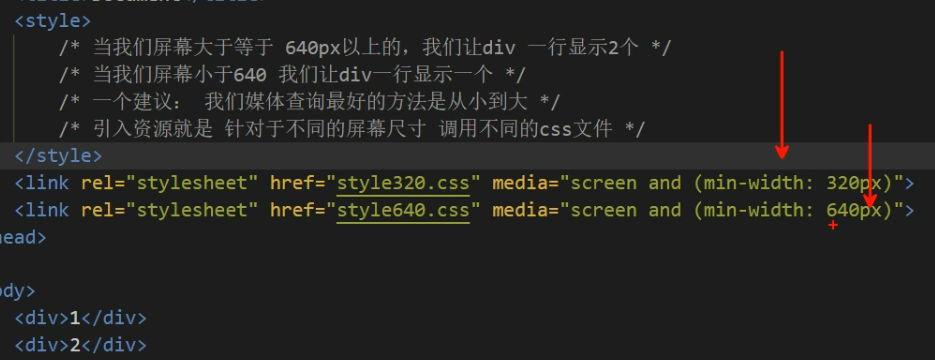 <style>
/* 当我们屏幕大于等于 640px以上的，我们让div 一行显示2个 */
/* 当我们屏幕小于640 我们让div一行显示一个 */
/* 一个建议： 我们媒体查询最好的方法是从小到大 */
/* 引入资源就是 针对于不同的屏幕尺寸 调用不同的css文件 */
</style>
<link rel="stylesheet" href="style320.css" media="screen and (min-width: 320px)">
<link rel="stylesheet" href="style640.css" media="screen and (min-width: 640px)">
ead>
dy>
<div>1</div>
<div>2</div>